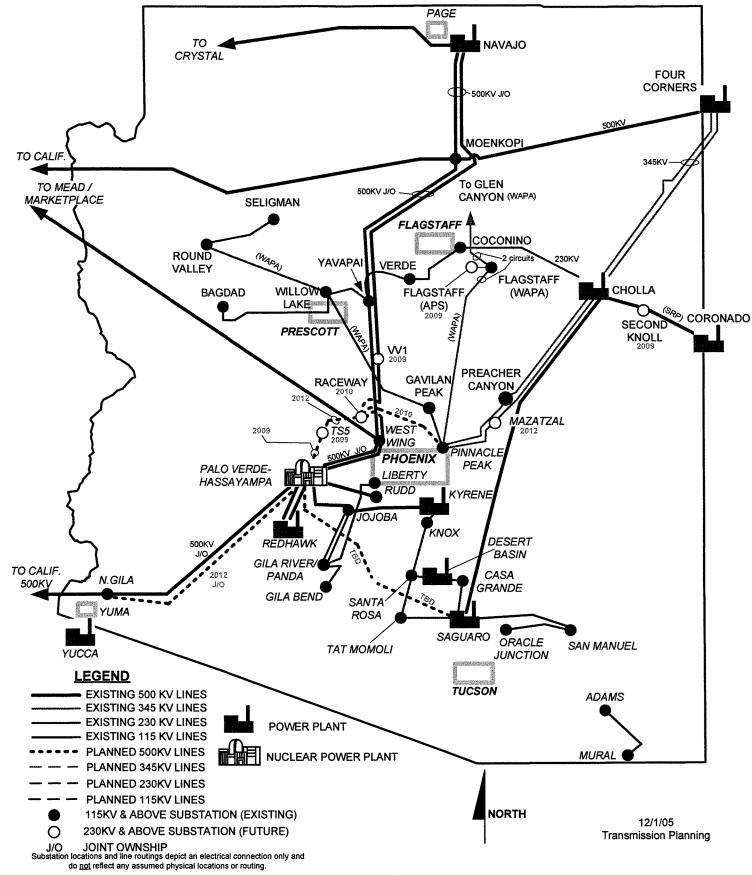 PAGE
NAVAJO
TO
CRYSTAL
FOUR
CORNERS
500KV J/O
500KV
MOENKOPI
345KV
TO CALIF.
500KV J/O
To GLEN
CANYON (WAPA)
TO MEAD /
MARKETPLACE
SELIGMAN
FLAGSTAFF
COCONINO
ROUND
VALLEY
(WAPA)
YAVAPAI
VERDE
2 circuits
230KV
FLAGSTAFF
(APS)
2009
FLAGSTAFF
(WAPA)
CHOLLA
BAGDAD
WILLOW
LAKE
PRESCOTT
(WAPA)
(WAPA)
SECOND
KNOLL
2009
(SRP)
CORONADO
VV1
2009
RACEWAY
2010
GAVILAN
PEAK
PREACHER
CANYON
2012
2010
MAZATZAL
2012
TS5
2009
2009
WEST
WING
500KV J/O
PHOENIX
PINNACLE
PEAK
PALO VERDE-
HASSAYAMPA
LIBERTY
RUDD
KYRENE
JOJOBA
KNOX
REDHAWK
500KV
J/O
TBD
DESERT
BASIN
GILA RIVER/
PANDA
2012
J/O
TO CALIF.
500KV
N.GILA
CASA
GRANDE
GILA BEND
SANTA
ROSA
TBD
YUMA
YUCCA
TAT MOMOLI
SAGUARO
ORACLE
JUNCTION
SAN MANUEL
TUCSON
ADAMS
MURAL
LEGEND
EXISTING 500 KV LINES
EXISTING 345 KV LINES
EXISTING 230 KV LINES
EXISTING 115 KV LINES
PLANNED 500KV LINES
PLANNED 345KV LINES
PLANNED 230KV LINES
PLANNED 115KV LINES
POWER PLANT
NUCLEAR POWER PLANT
115KV & ABOVE SUBSTATION (EXISTING)
230KV & ABOVE SUBSTATION (FUTURE)
J/O JOINT OWNSHIP
Substation locations and line routings depict an electrical connection only and
do not reflect any assumed physical locations or routing.
NORTH
12/1/05
Transmission Planning